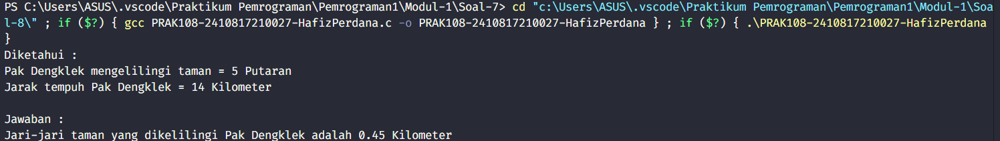 PS C:\Users\ASUS\.vscode\Praktikum Pemrograman\Pemrograman1\Modul-1\Soal-7> cd "c:\Users\ASUS\.vscode\Praktikum Pemrograman\Pemrograman1\Modul-1\Soa
l-8\" ; if ($?) { gcc PRAK108-2410817210027-HafizPerdana.c -o PRAK108-2410817210027-HafizPerdana } ; if ($?) { .\PRAK108-2410817210027-HafizPerdana
}
Diketahui :
Pak Dengklek mengelilingi taman = 5 Putaran
Jarak tempuh Pak Dengklek = 14 Kilometer

Jawaban :
Jari-jari taman yang dikelilingi Pak Dengklek adalah 0.45 Kilometer